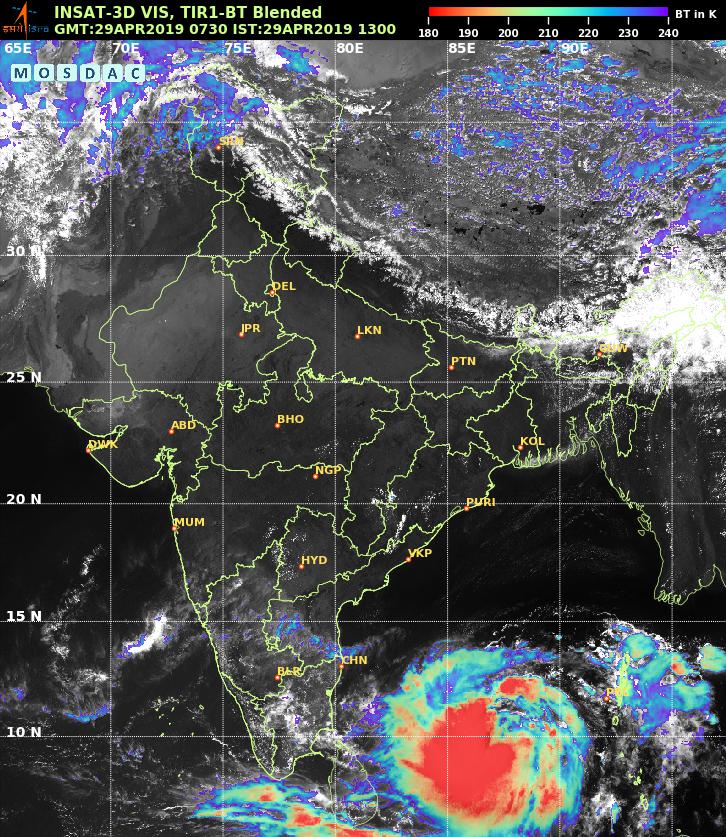 INSAT-3D VIS, TIR1-BT Blended
GMT:29APR2019 0730 IST:29APR2019 1300
BT in K
180 190 200 210 220 230 240
65E 70E 75E 80E 85E 90E
MOSDAC
SRN
30 N
DEL
JPR
LKN
GUW
PTN
25 N
ABD
BHO
DWK
KOL
NGP
20 N
PURI
MUM
VKP
HYD
15 N
CHN
BLR
10 N